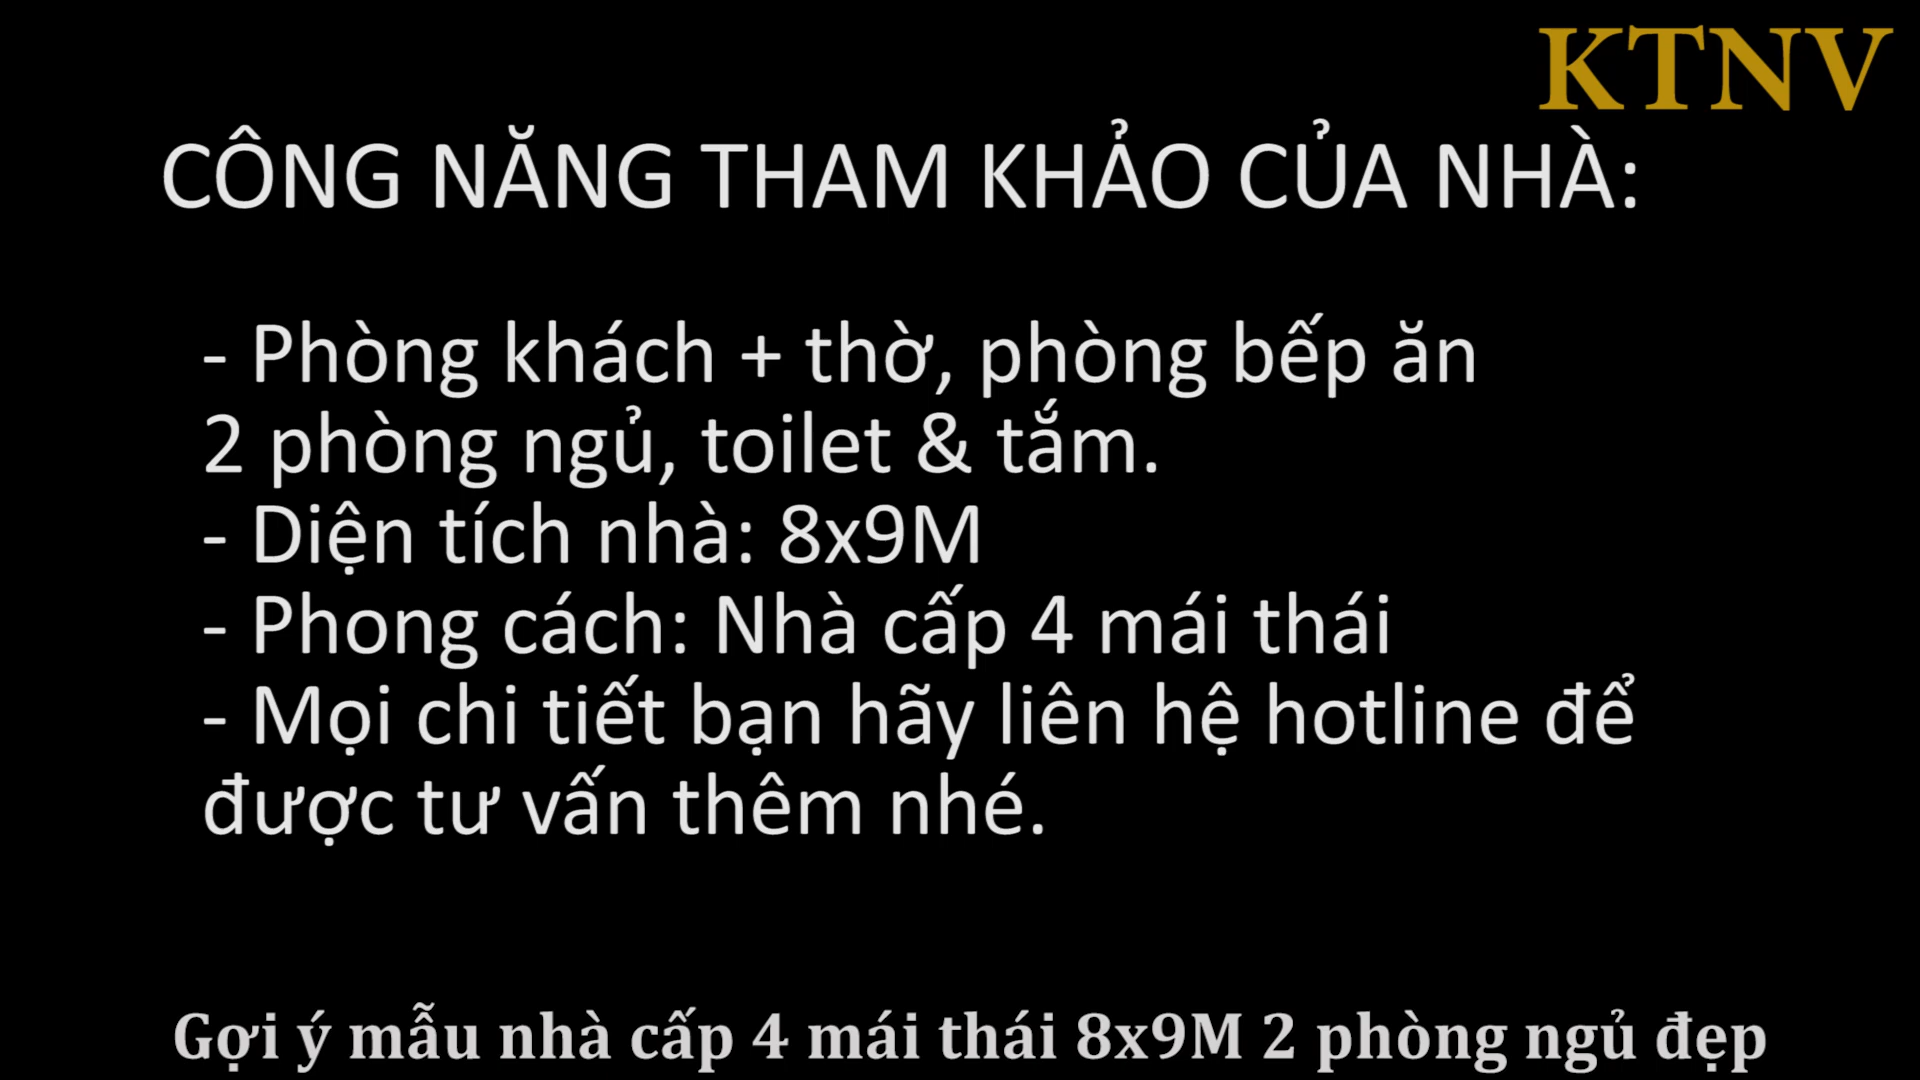 KTNV
CÔNG NĂNG THAM KHẢO CỦA NHÀ:
- Phòng khách + thờ, phòng bếp ăn
2 phòng ngủ, toilet & tắm.
- Diện tích nhà: 8x9M
- Phong cách: Nhà cấp 4 mái thái
- Mọi chi tiết bạn hãy liên hệ hotline để
được tư vấn thêm nhé.
Gợi ý mẫu nhà cấp 4 mái thái 8x9M 2 phòng ngủ đẹp